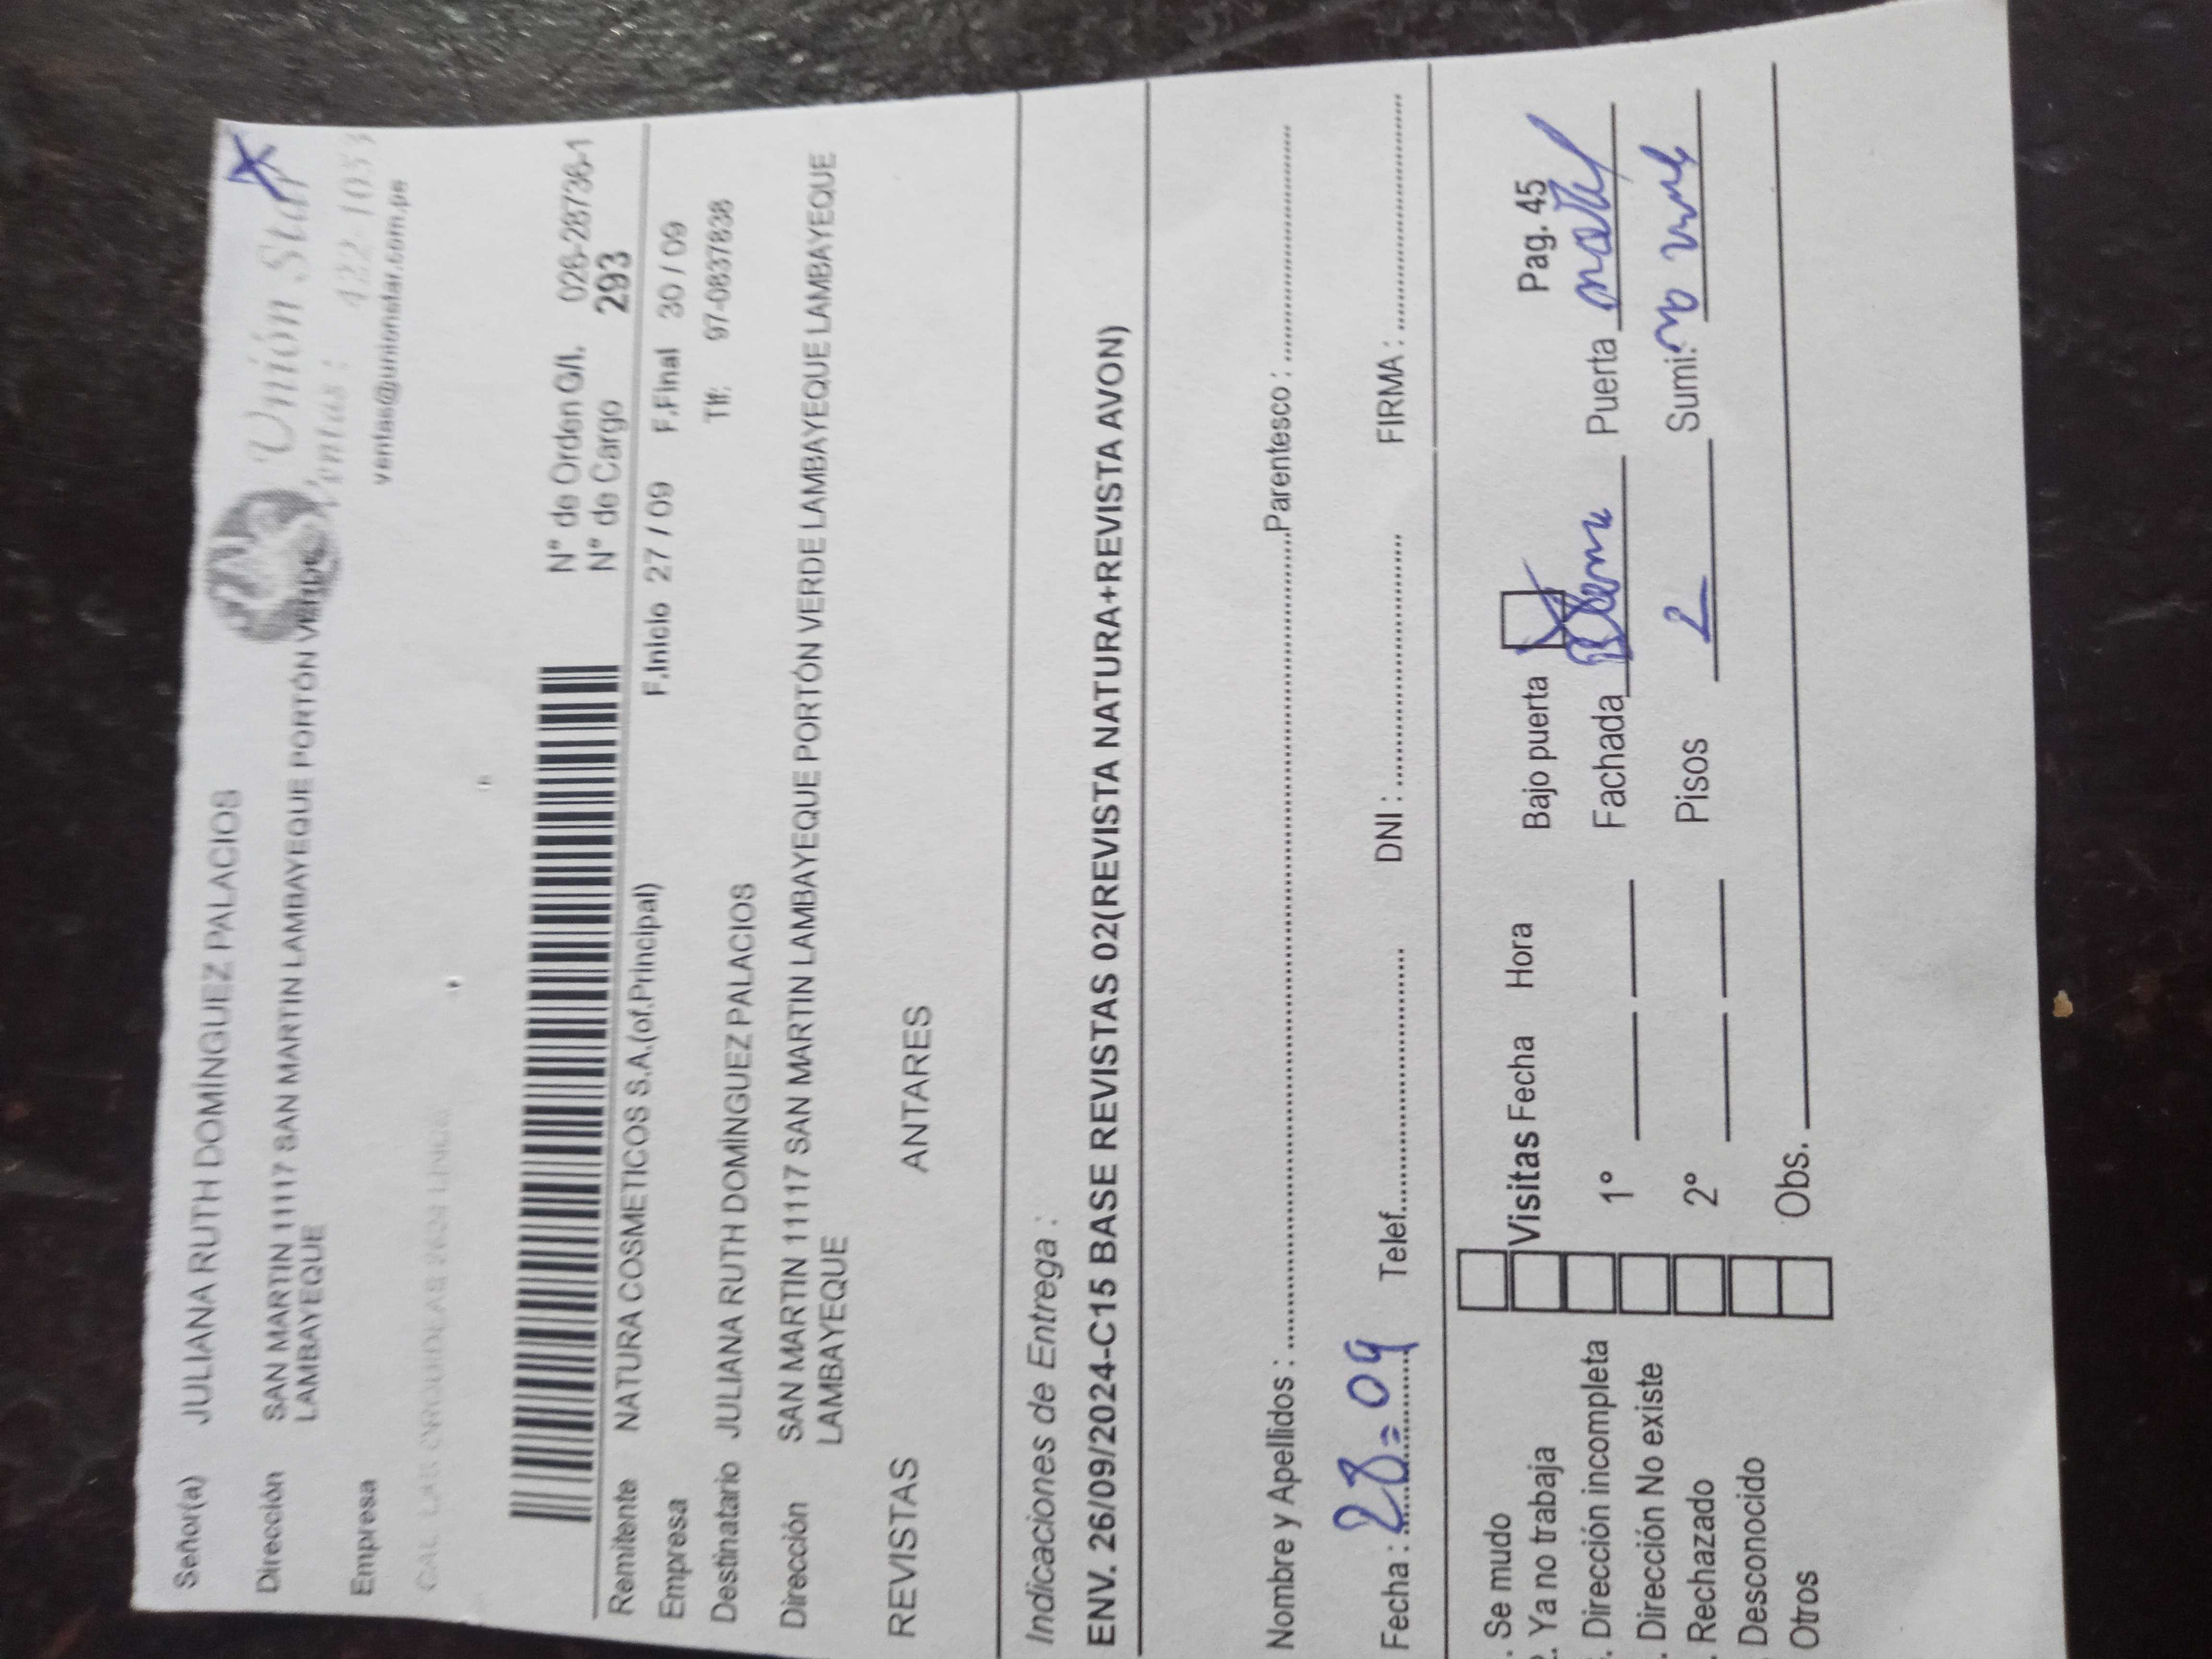 Señor(a) JULIANA RUTH DOMÍNGUEZ PALACIOS
Unión Star
Dirección SAN MARTIN 11117 SAN MARTIN LAMBAYEQUE PORTÓN VERDE
LAMBAYEQUE
Ventas : 422-1053
Empresa
ventas@unionstar.com.pe
N° de Orden G/I. 026-28736-1
N° de Cargo 293
Remitente NATURA COSMETICOS S.A.(of.Principal)
F.Inicio 27 / 09 F.Final 30 / 09
Empresa
Destinatario JULIANA RUTH DOMÍNGUEZ PALACIOS Tlf: 97-0837838
Dirección SAN MARTIN 11117 SAN MARTIN LAMBAYEQUE PORTÓN VERDE LAMBAYEQUE LAMBAYEQUE
LAMBAYEQUE
REVISTAS ANTARES
Indicaciones de Entrega :
ENV. 26/09/2024-C15 BASE REVISTAS 02(REVISTA NATURA+REVISTA AVON)
Nombre y Apellidos : Parentesco :
Fecha : 28=09 Telef. DNI : FIRMA :
. Se mudo
. Ya no trabaja Visitas Fecha Hora Bajo puerta Pag. 45
. Dirección incompleta 1° Fachada Puerta
. Dirección No existe
. Rechazado 2° Pisos 2 Sumi:
Desconocido
Otros Obs.